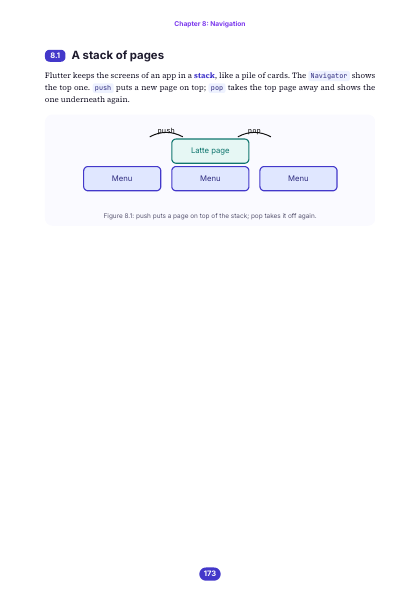 Chapter 8: Navigation
8.1 A stack of pages
Flutter keeps the screens of an app in a stack, like a pile of cards. The Navigator shows
the top one. push puts a new page on top; pop takes the top page away and shows the
one underneath again.
push pop
Latte page
Menu Menu Menu
Figure 8.1: push puts a page on top of the stack; pop takes it off again.
173